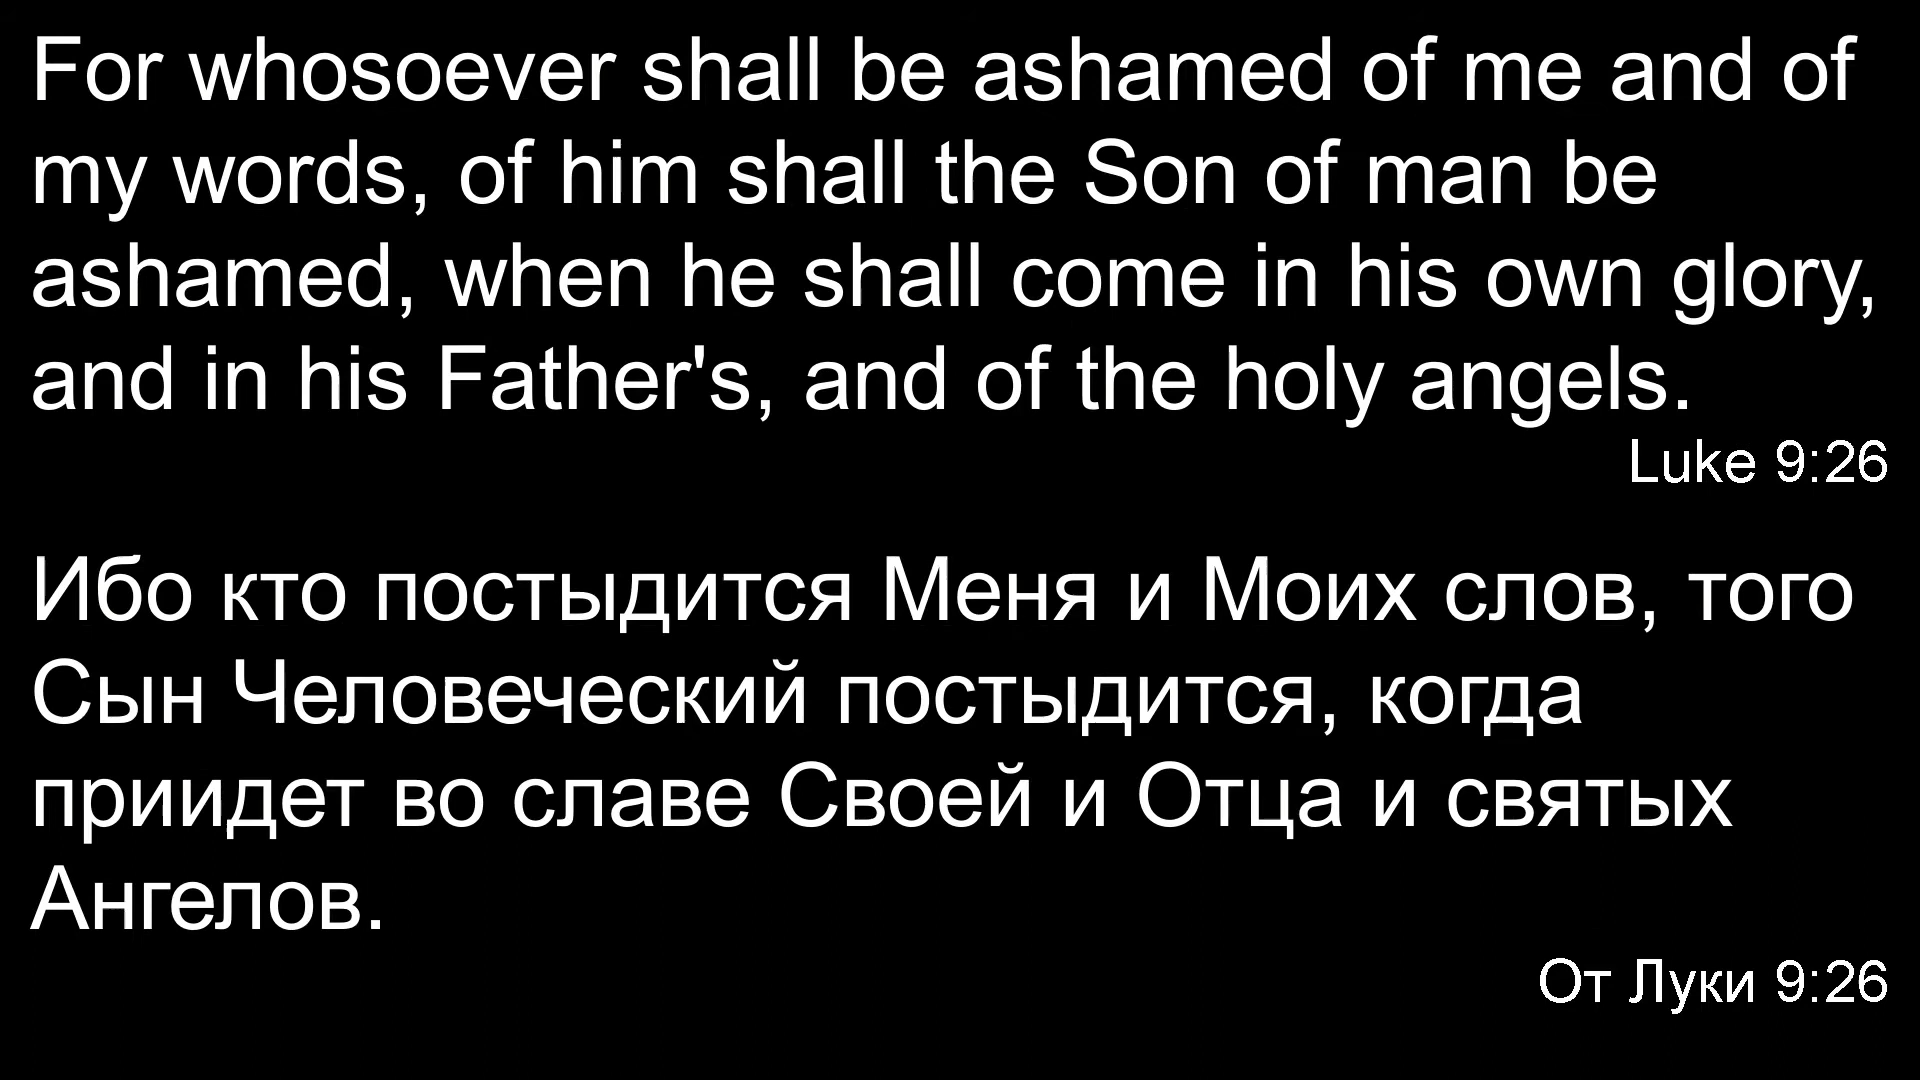 For whosoever shall be ashamed of me and of
my words, of him shall the Son of man be
ashamed, when he shall come in his own glory,
and in his Father's, and of the holy angels.
Luke 9:26
Ибо кто постыдится Меня и Моих слов, того
Сын Человеческий постыдится, когда
приидет во славе Своей и Отца и святых
Ангелов.
От Луки 9:26